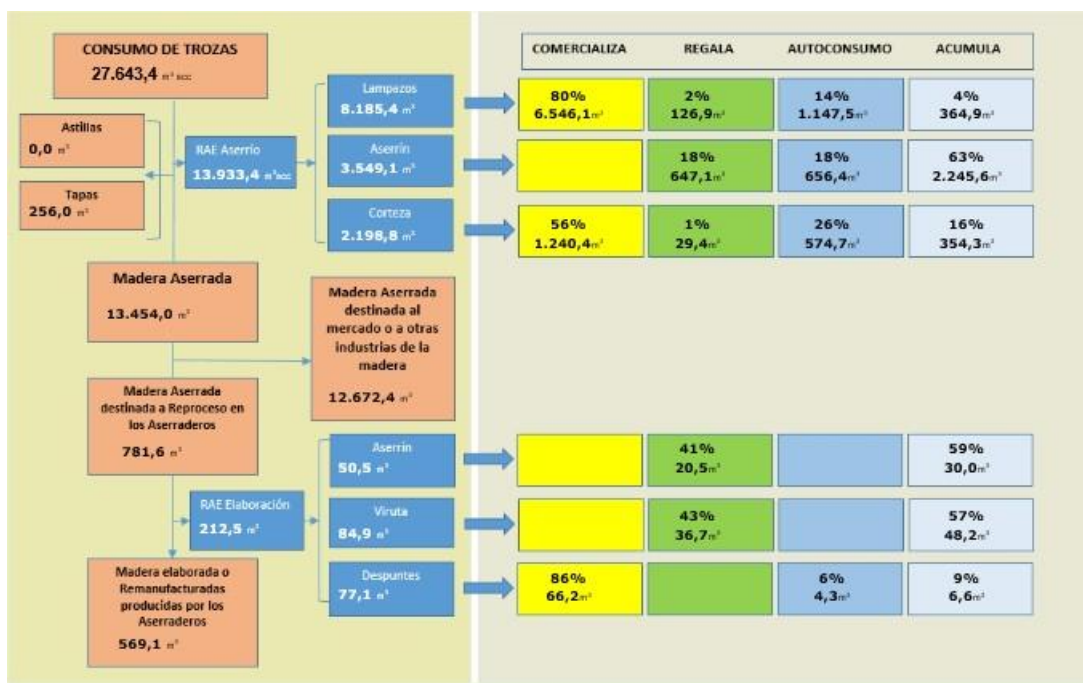 CONSUMO DE TROZAS
27.643,4 m³ scc
Astillas
0,0 m³
Tapas
256,0 m³
RAE Aserrío
13.933,4 m³scc
Lampazos
8.185,4 m³
Aserrín
3.549,1 m³
Corteza
2.198,8 m³
Madera Aserrada
13.454,0 m³
Madera Aserrada
destinada al
mercado o a otras
industrias de la
madera
12.672,4 m³
Madera Aserrada
destinada a Reproceso en
los Aserraderos
781,6 m³
RAE Elaboración
212,5 m³
Aserrín
50,5 m³
Viruta
84,9 m³
Despuntes
77,1 m³
Madera elaborada o
Remanufacturadas
producidas por los
Aserraderos
569,1 m³
COMERCIALIZA REGALA AUTOCONSUMO ACUMULA
80% 2% 14% 4%
6.546,1m³ 126,9m³ 1.147,5m³ 364,9m³
18% 18% 63%
647,1m³ 656,4m³ 2.245,6m³
56% 1% 26% 16%
1.240,4m³ 29,4m³ 574,7m³ 354,3m³
41% 59%
20,5m³ 30,0m³
43% 57%
36,7m³ 48,2m³
86% 6% 9%
66,2m³ 4,3m³ 6,6m³